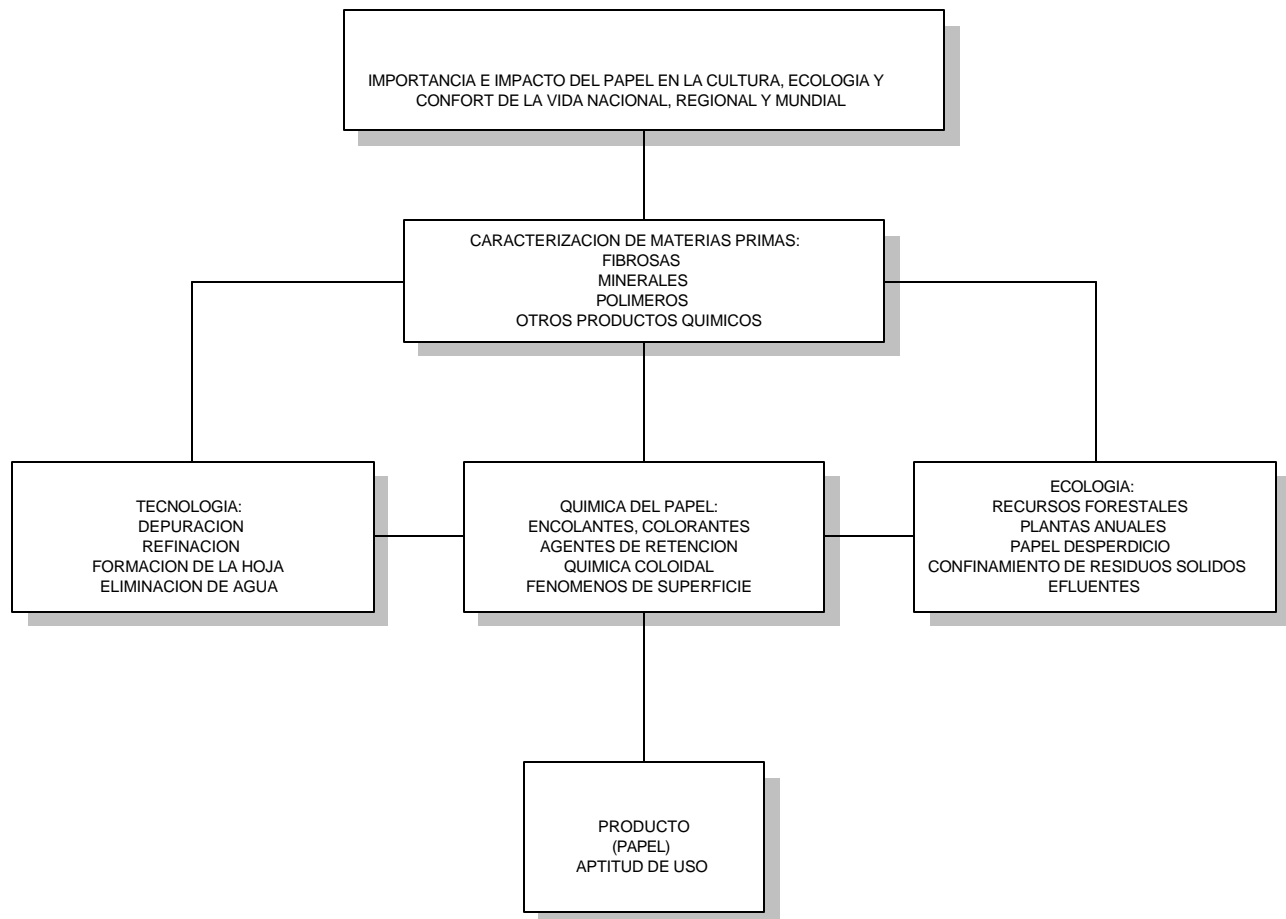 IMPORTANCIA E IMPACTO DEL PAPEL EN LA CULTURA, ECOLOGIA Y
CONFORT DE LA VIDA NACIONAL, REGIONAL Y MUNDIAL
CARACTERIZACION DE MATERIAS PRIMAS:
FIBROSAS
MINERALES
POLIMEROS
OTROS PRODUCTOS QUIMICOS
TECNOLOGIA:
DEPURACION
REFINACION
FORMACION DE LA HOJA
ELIMINACION DE AGUA
QUIMICA DEL PAPEL:
ENCOLANTES, COLORANTES
AGENTES DE RETENCION
QUIMICA COLOIDAL
FENOMENOS DE SUPERFICIE
ECOLOGIA:
RECURSOS FORESTALES
PLANTAS ANUALES
PAPEL DESPERDICIO
CONFINAMIENTO DE RESIDUOS SOLIDOS
EFLUENTES
PRODUCTO
(PAPEL)
APTITUD DE USO